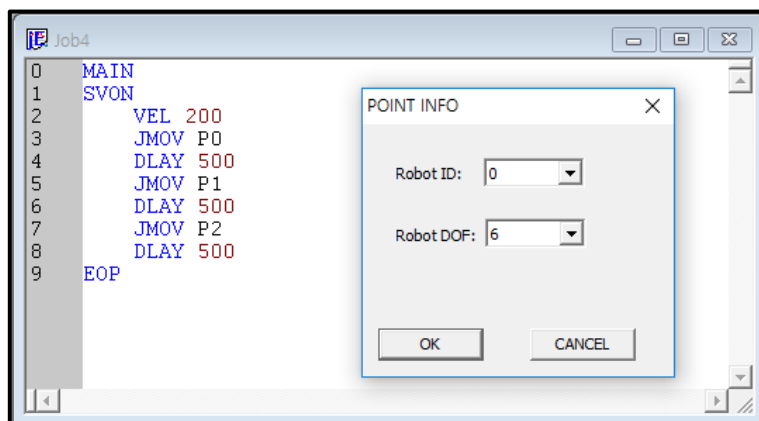 Job4
0 MAIN
1 SVON
2 VEL 200
3 JMOV P0
4 DLAY 500
5 JMOV P1
6 DLAY 500
7 JMOV P2
8 DLAY 500
9 EOP
POINT INFO
Robot ID: 0
Robot DOF: 6
OK CANCEL